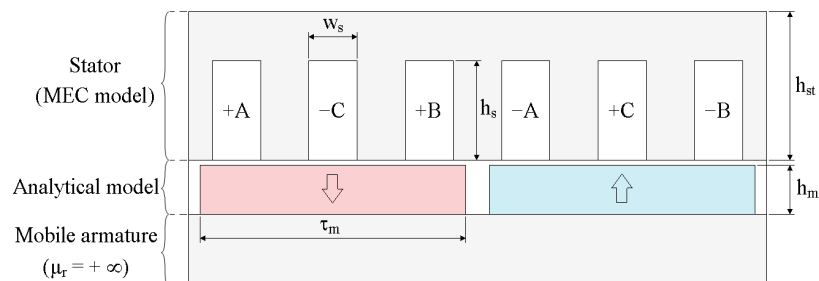 w_s
Stator
(MEC model)
+A
−C
+B
−A
+C
−B
h_s
h_st
Analytical model
h_m
τ_m
Mobile armature
(μ_r = + ∞)